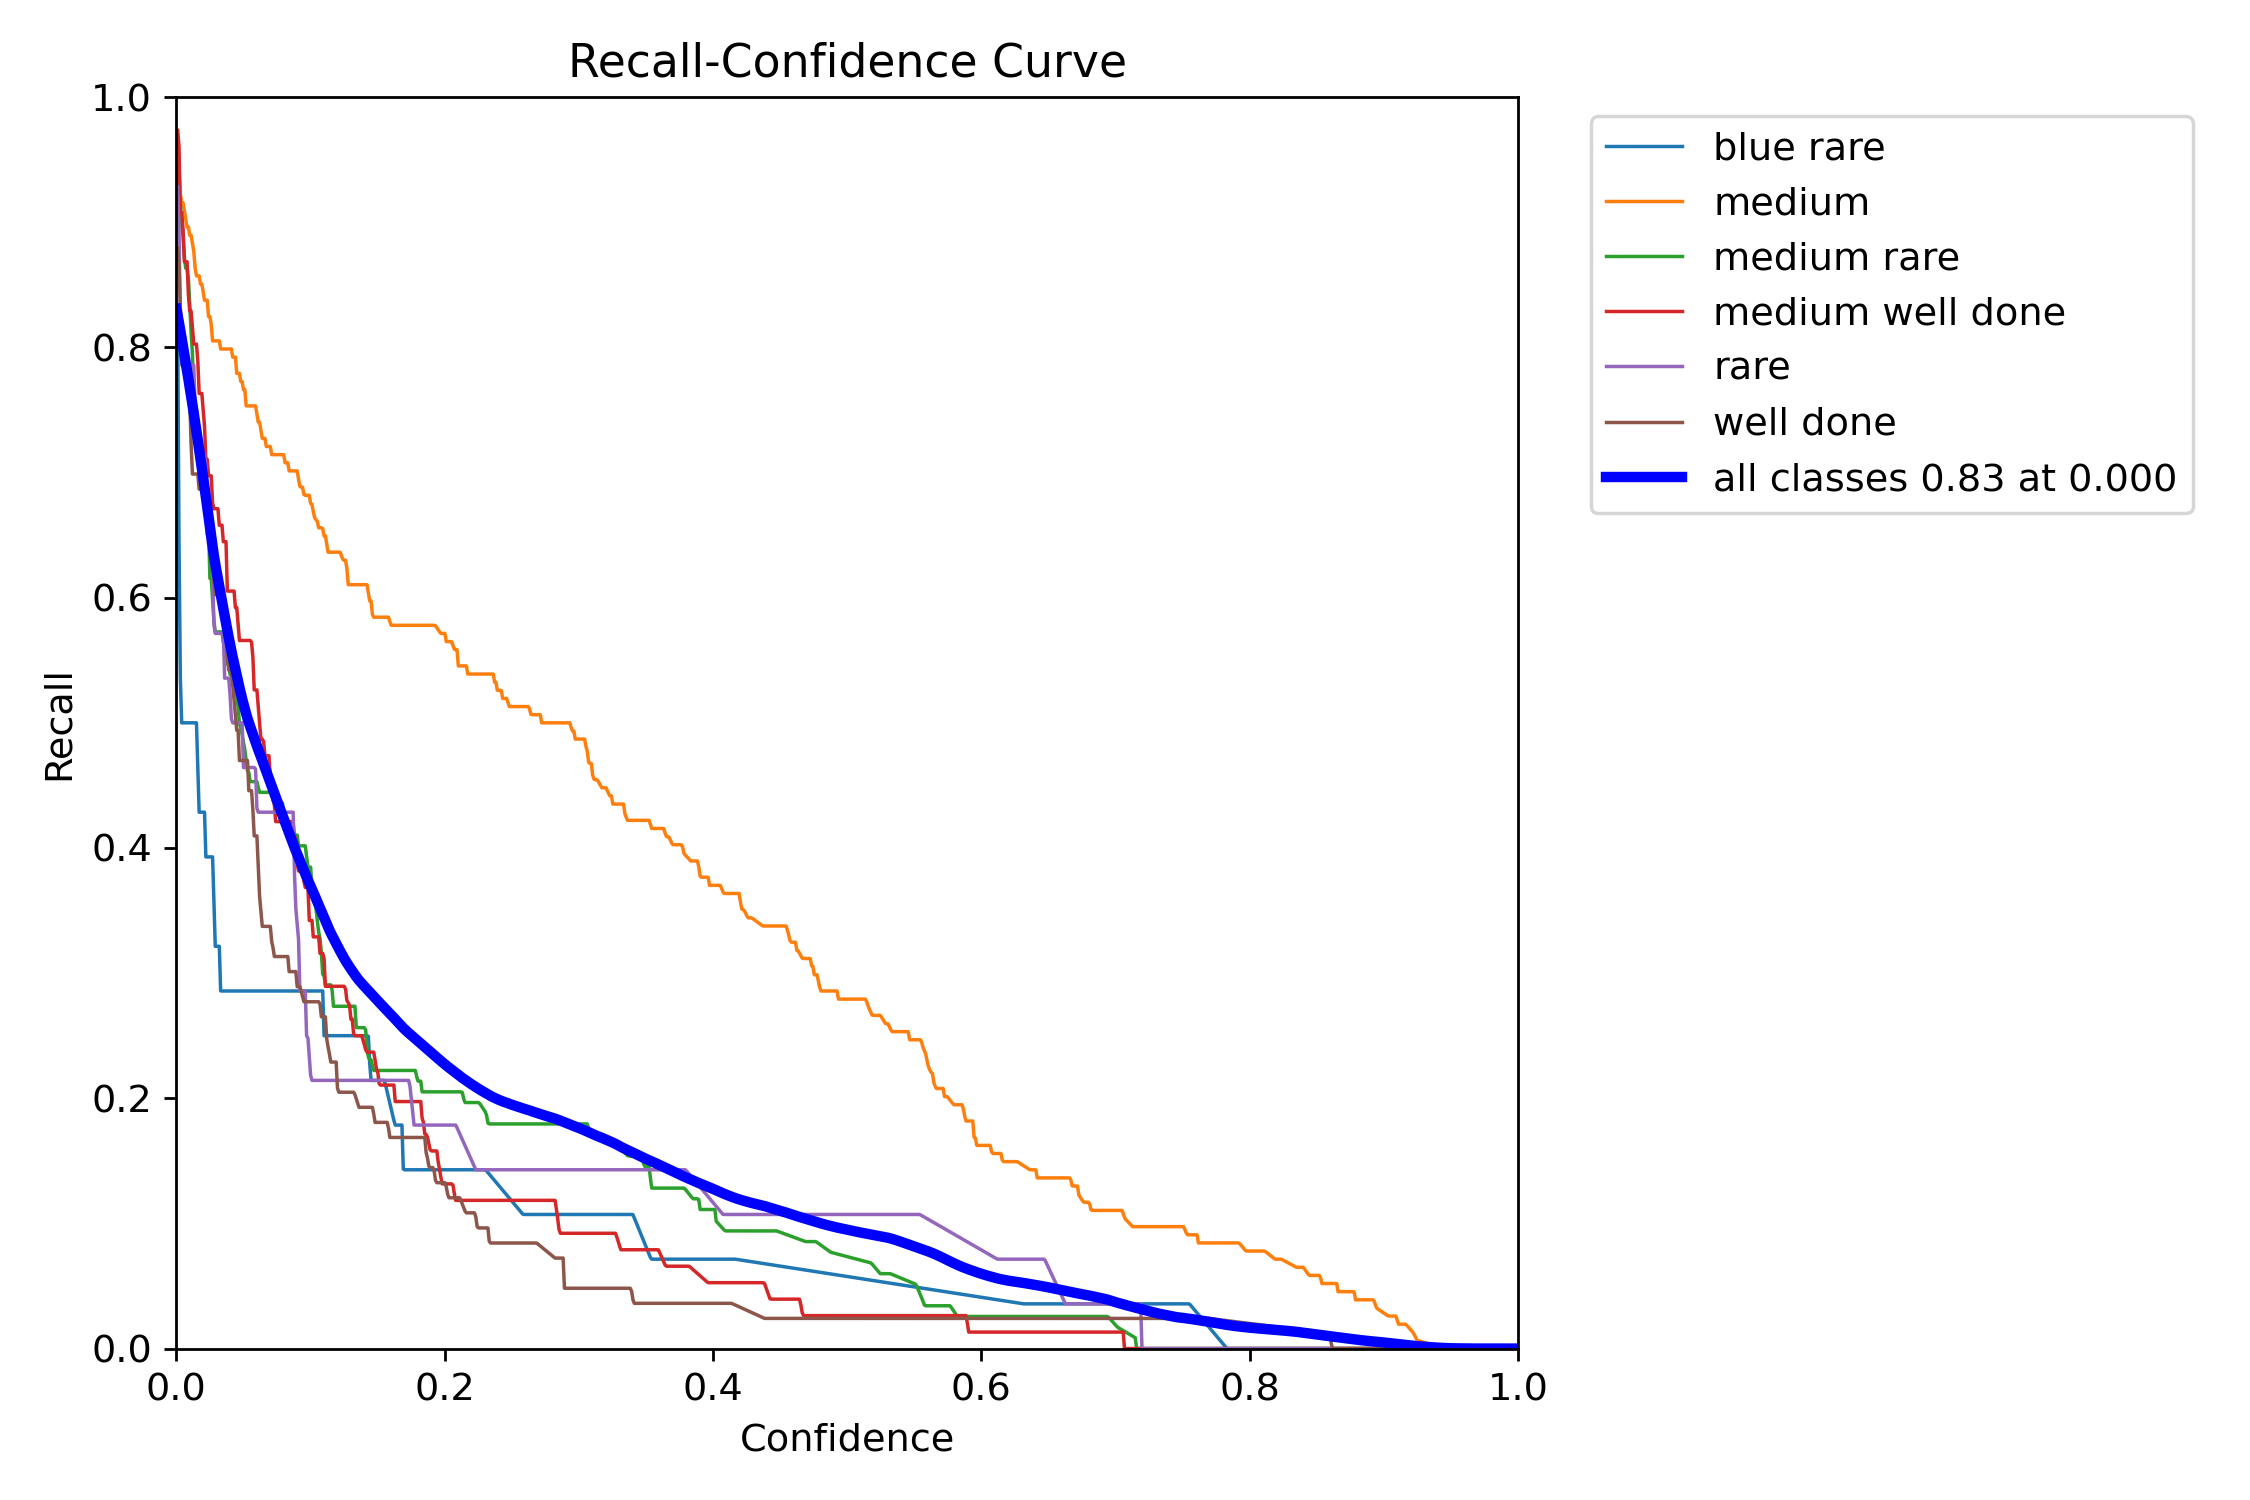 Recall-Confidence Curve
1.0
0.8
0.6
0.4
0.2
0.0
Recall
0.0 0.2 0.4 0.6 0.8 1.0
Confidence
blue rare
medium
medium rare
medium well done
rare
well done
all classes 0.83 at 0.000